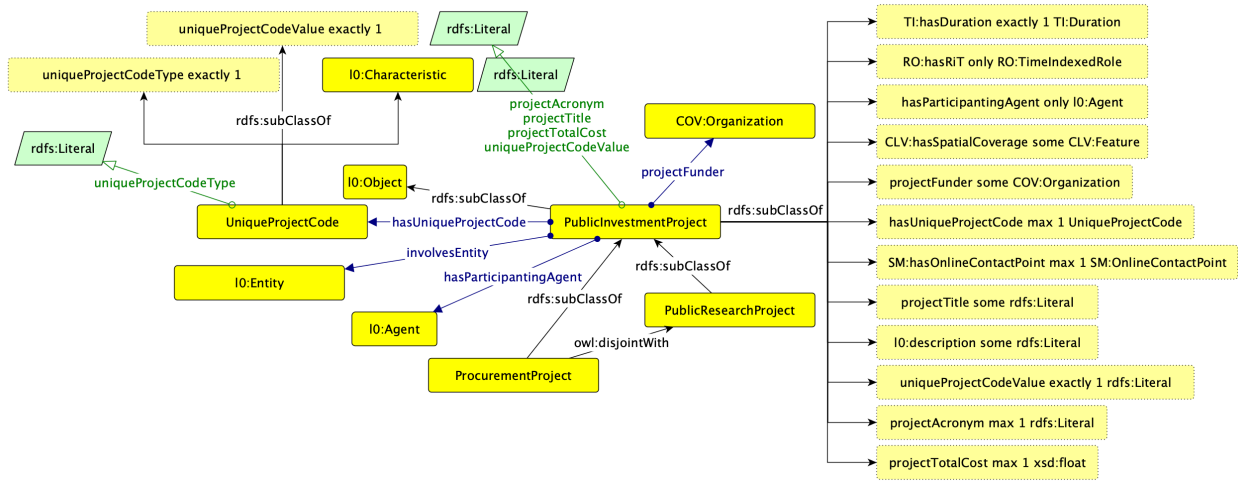 uniqueProjectCodeValue exactly 1
rdfs:Literal
TI:hasDuration exactly 1 TI:Duration
uniqueProjectCodeType exactly 1
l0:Characteristic
rdfs:Literal
RO:hasRiT only RO:TimeIndexedRole
projectAcronym
projectTitle
projectTotalCost
uniqueProjectCodeValue
hasParticipantingAgent only l0:Agent
rdfs:subClassOf
COV:Organization
CLV:hasSpatialCoverage some CLV:Feature
rdfs:Literal
uniqueProjectCodeType
l0:Object
projectFunder
projectFunder some COV:Organization
rdfs:subClassOf
UniqueProjectCode
hasUniqueProjectCode
PublicInvestmentProject
rdfs:subClassOf
hasUniqueProjectCode max 1 UniqueProjectCode
involvesEntity
rdfs:subClassOf
SM:hasOnlineContactPoint max 1 SM:OnlineContactPoint
l0:Entity
hasParticipantingAgent
rdfs:subClassOf
projectTitle some rdfs:Literal
PublicResearchProject
l0:Agent
owl:disjointWith
l0:description some rdfs:Literal
ProcurementProject
uniqueProjectCodeValue exactly 1 rdfs:Literal
projectAcronym max 1 rdfs:Literal
projectTotalCost max 1 xsd:float